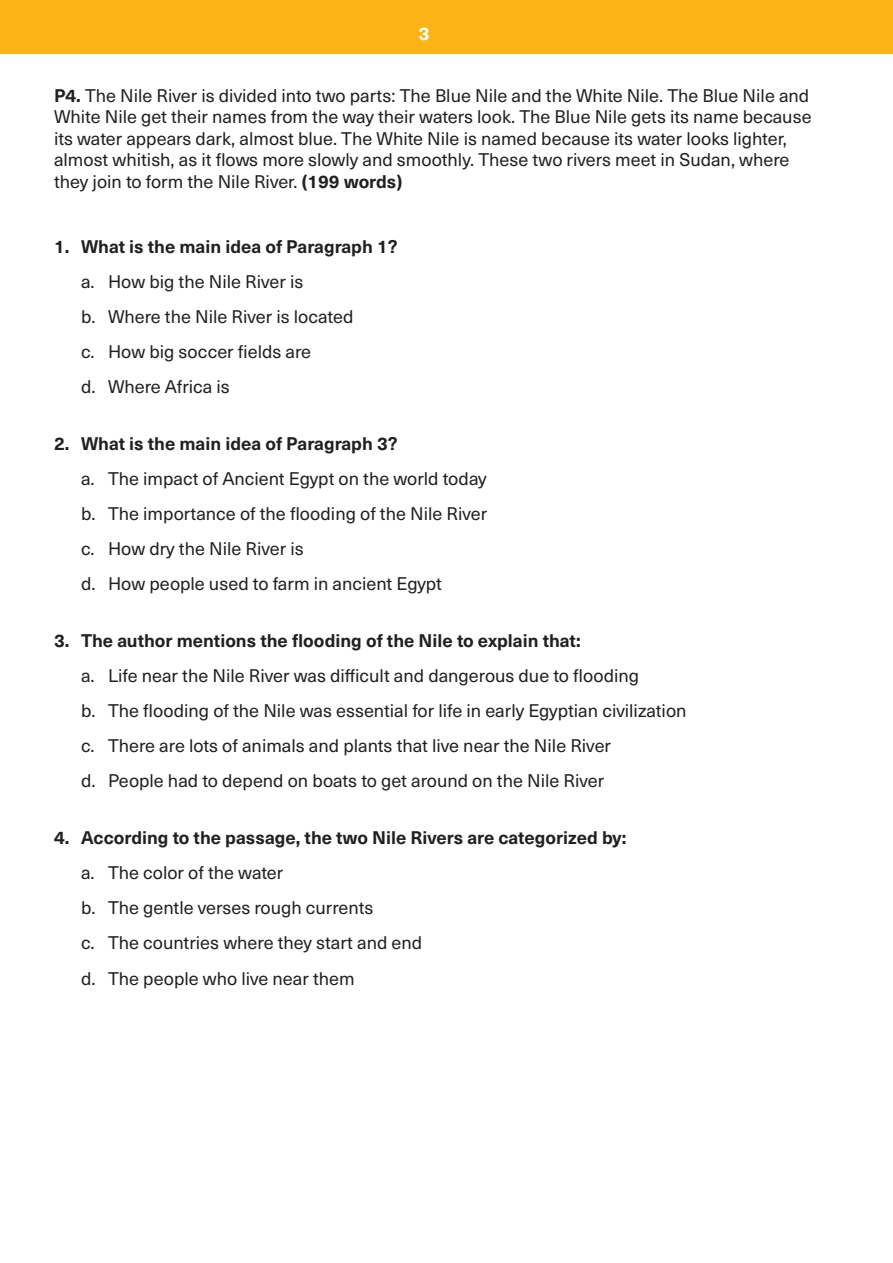 3
P4. The Nile River is divided into two parts: The Blue Nile and the White Nile. The Blue Nile and
White Nile get their names from the way their waters look. The Blue Nile gets its name because
its water appears dark, almost blue. The White Nile is named because its water looks lighter,
almost whitish, as it flows more slowly and smoothly. These two rivers meet in Sudan, where
they join to form the Nile River. (199 words)
1. What is the main idea of Paragraph 1?
a. How big the Nile River is
b. Where the Nile River is located
c. How big soccer fields are
d. Where Africa is
2. What is the main idea of Paragraph 3?
a. The impact of Ancient Egypt on the world today
b. The importance of the flooding of the Nile River
c. How dry the Nile River is
d. How people used to farm in ancient Egypt
3. The author mentions the flooding of the Nile to explain that:
a. Life near the Nile River was difficult and dangerous due to flooding
b. The flooding of the Nile was essential for life in early Egyptian civilization
c. There are lots of animals and plants that live near the Nile River
d. People had to depend on boats to get around on the Nile River
4. According to the passage, the two Nile Rivers are categorized by:
a. The color of the water
b. The gentle verses rough currents
c. The countries where they start and end
d. The people who live near them